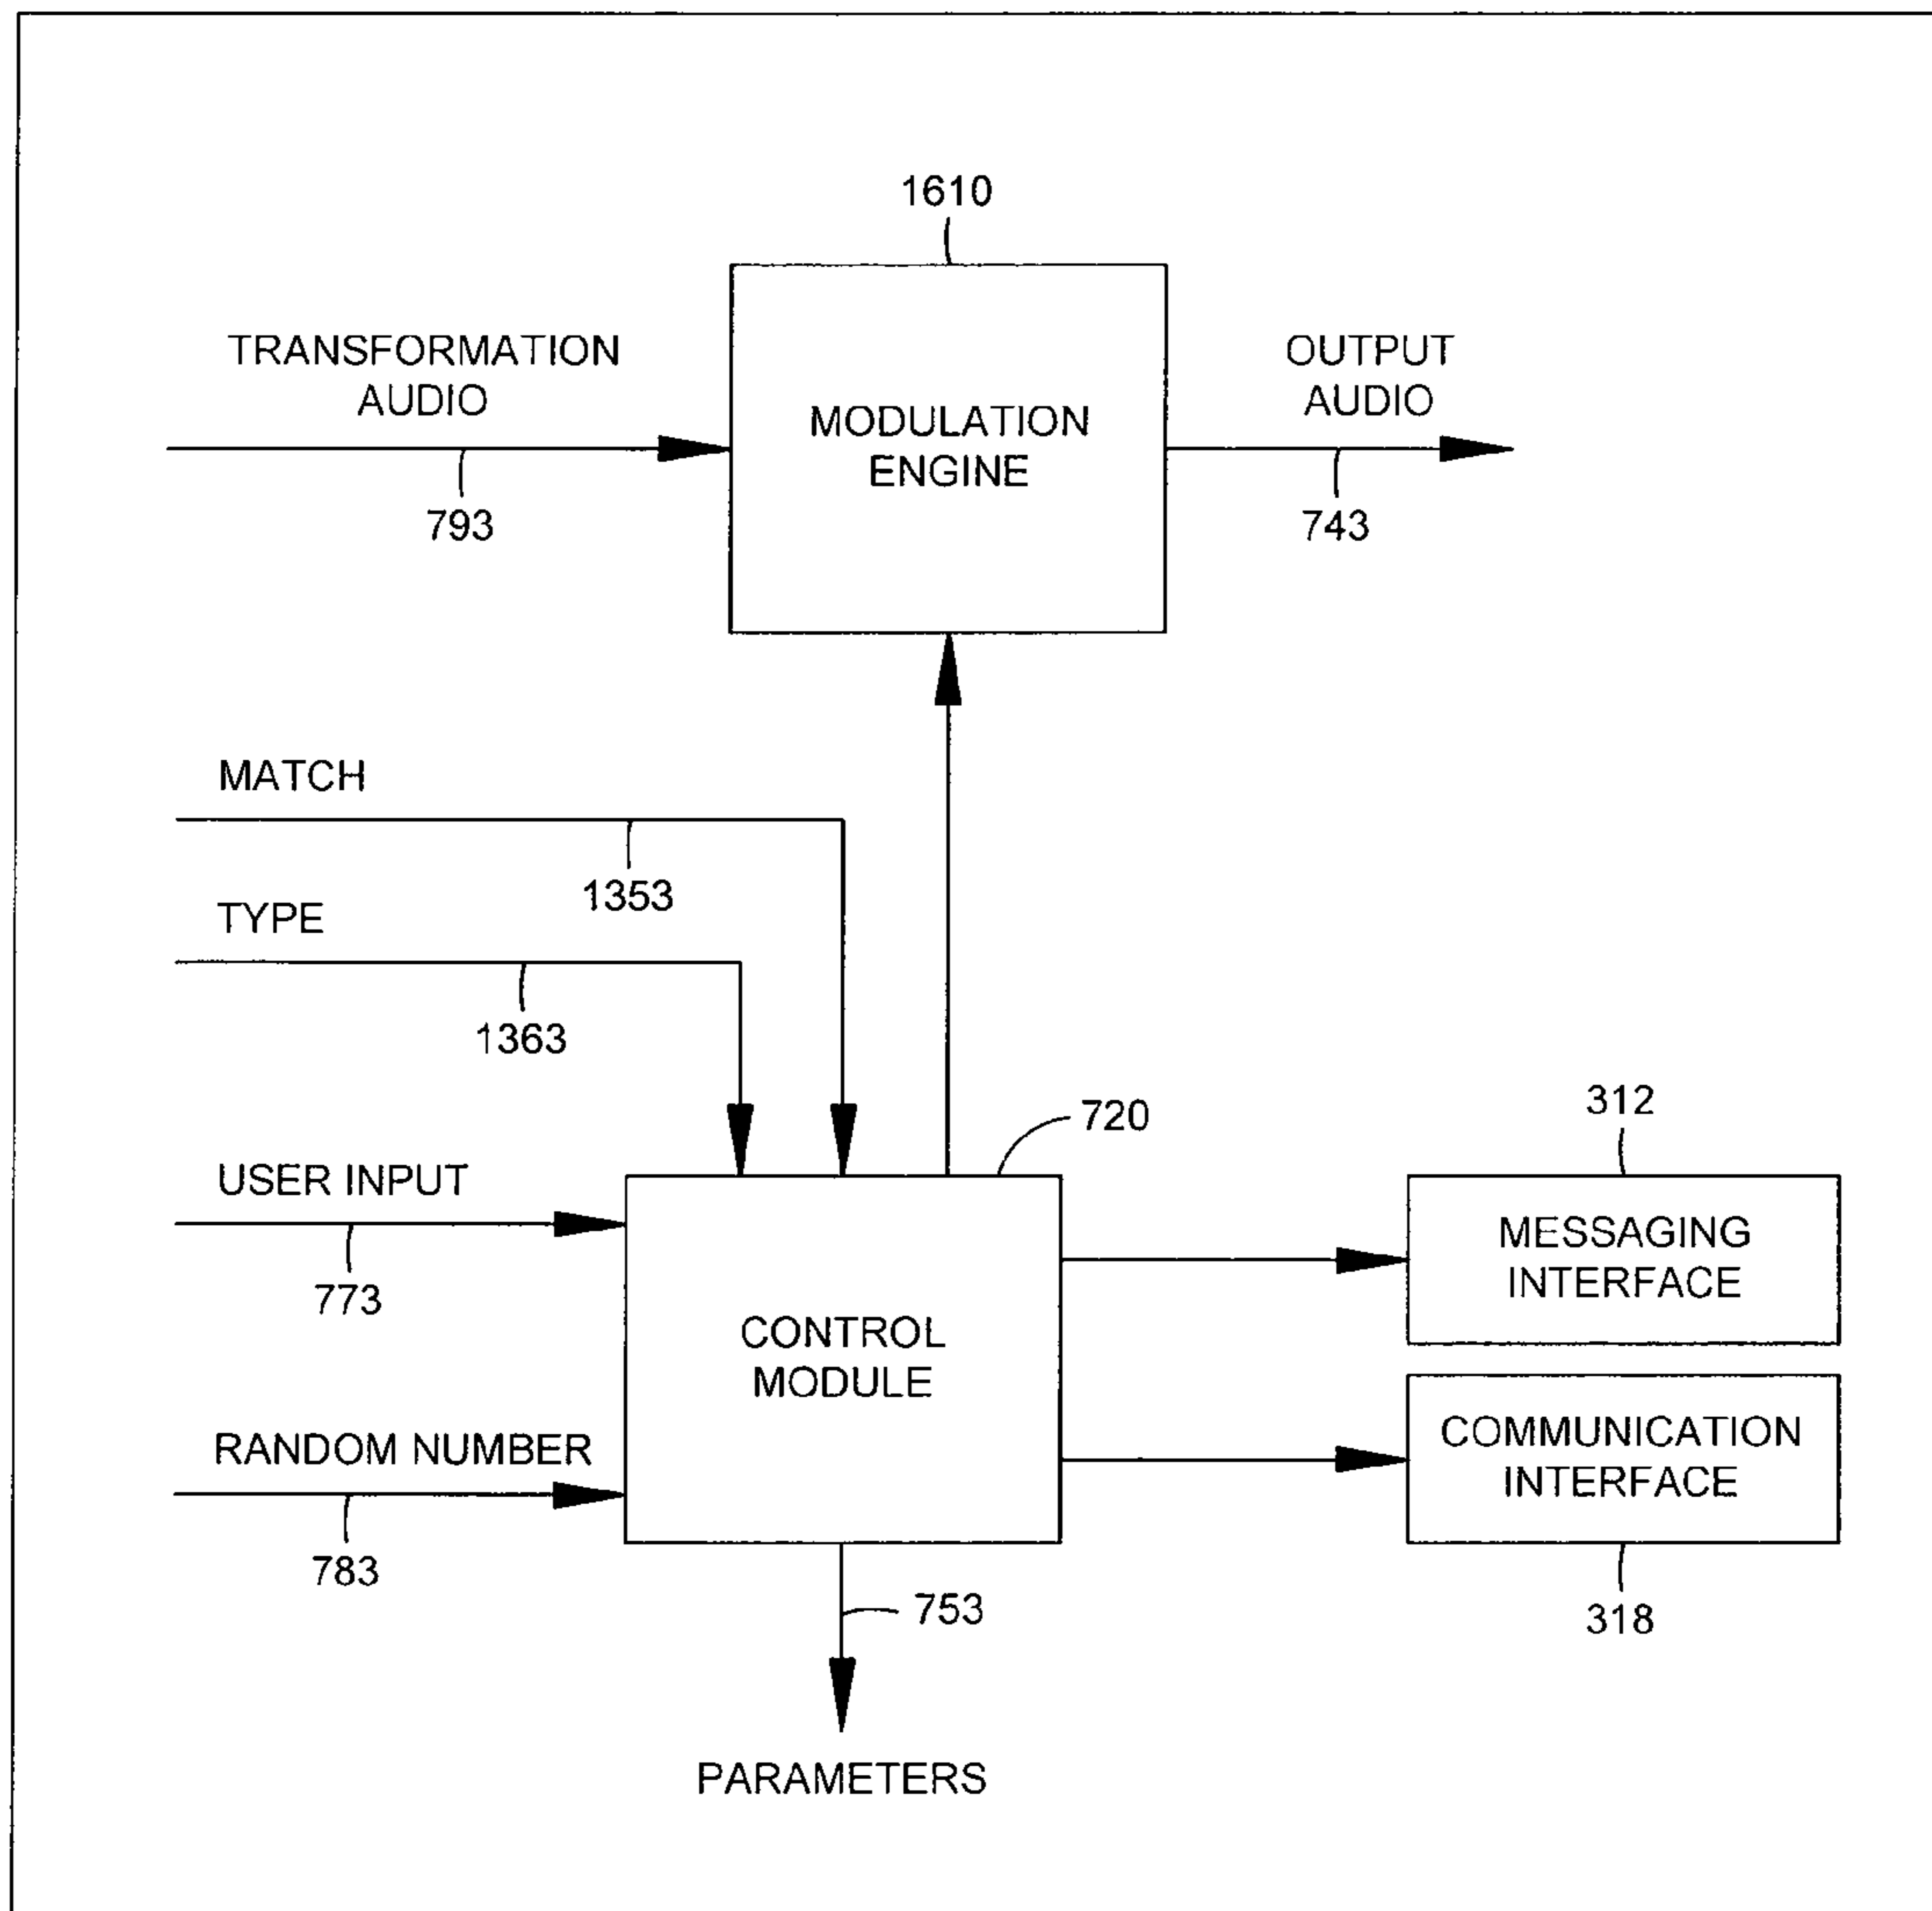 1610
TRANSFORMATION
AUDIO
OUTPUT
AUDIO
MODULATION
ENGINE
793
743
MATCH
1353
TYPE
1363
720
312
USER INPUT
773
MESSAGING
INTERFACE
CONTROL
MODULE
RANDOM NUMBER
783
COMMUNICATION
INTERFACE
318
753
PARAMETERS